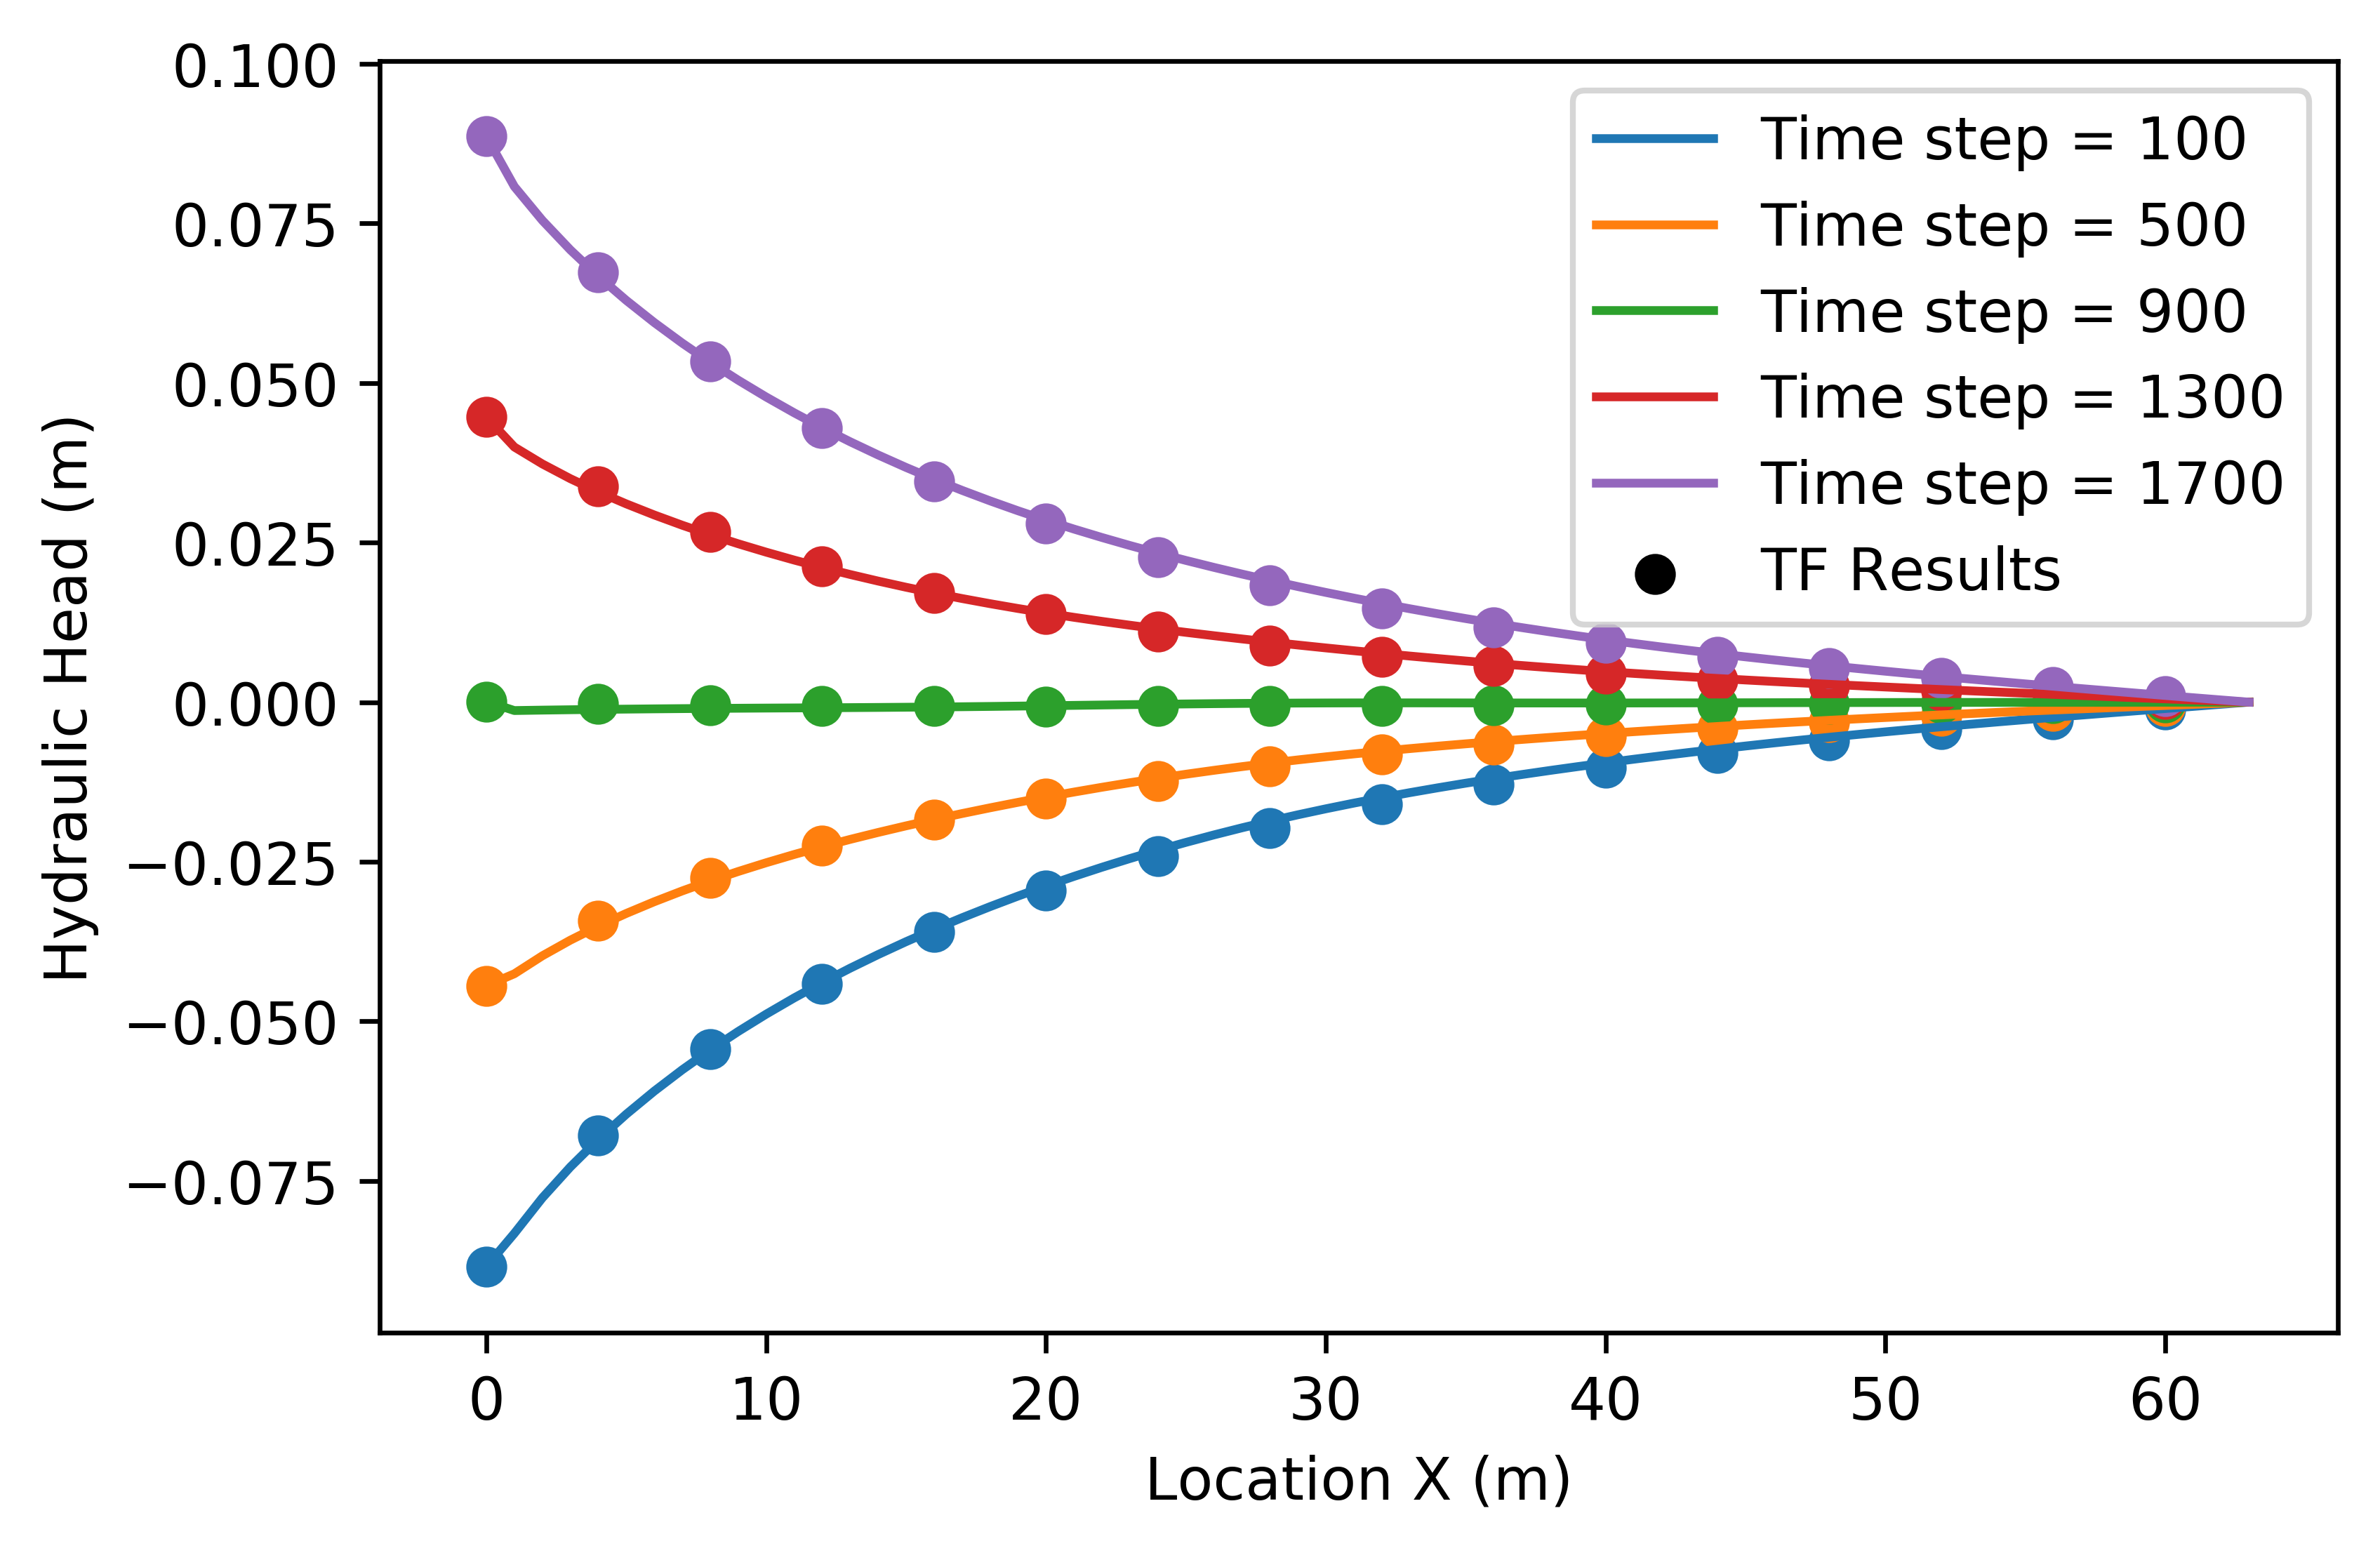 0.100
0.075
0.050
0.025
0.000
−0.025
−0.050
−0.075
Hydraulic Head (m)
Time step = 100
Time step = 500
Time step = 900
Time step = 1300
Time step = 1700
TF Results
0 10 20 30 40 50 60
Location X (m)